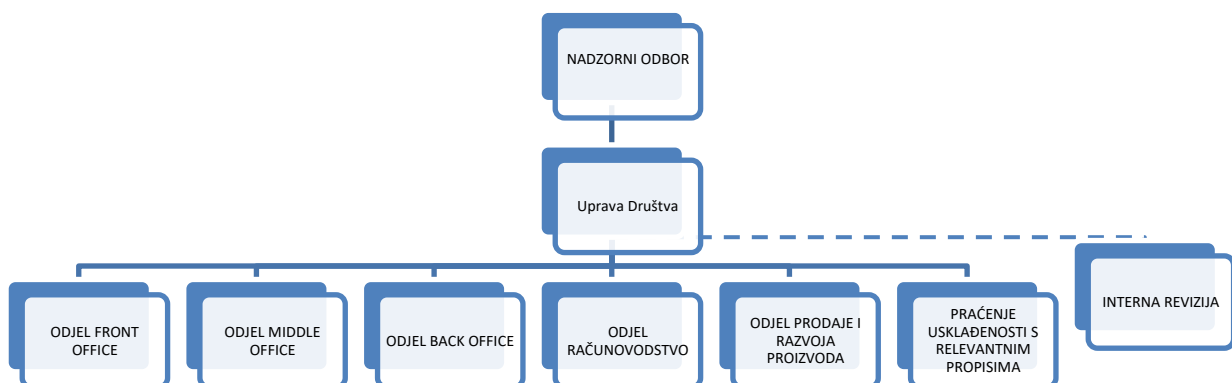 NADZORNI ODBOR
Uprava Društva
ODJEL FRONT
OFFICE
ODJEL MIDDLE
OFFICE
ODJEL BACK OFFICE
ODJEL
RAČUNOVODSTVO
ODJEL PRODAJE I
RAZVOJA
PROIZVODA
PRAĆENJE
USKLAĐENOSTI S
RELEVANTNIM
PROPISIMA
INTERNA REVIZIJA